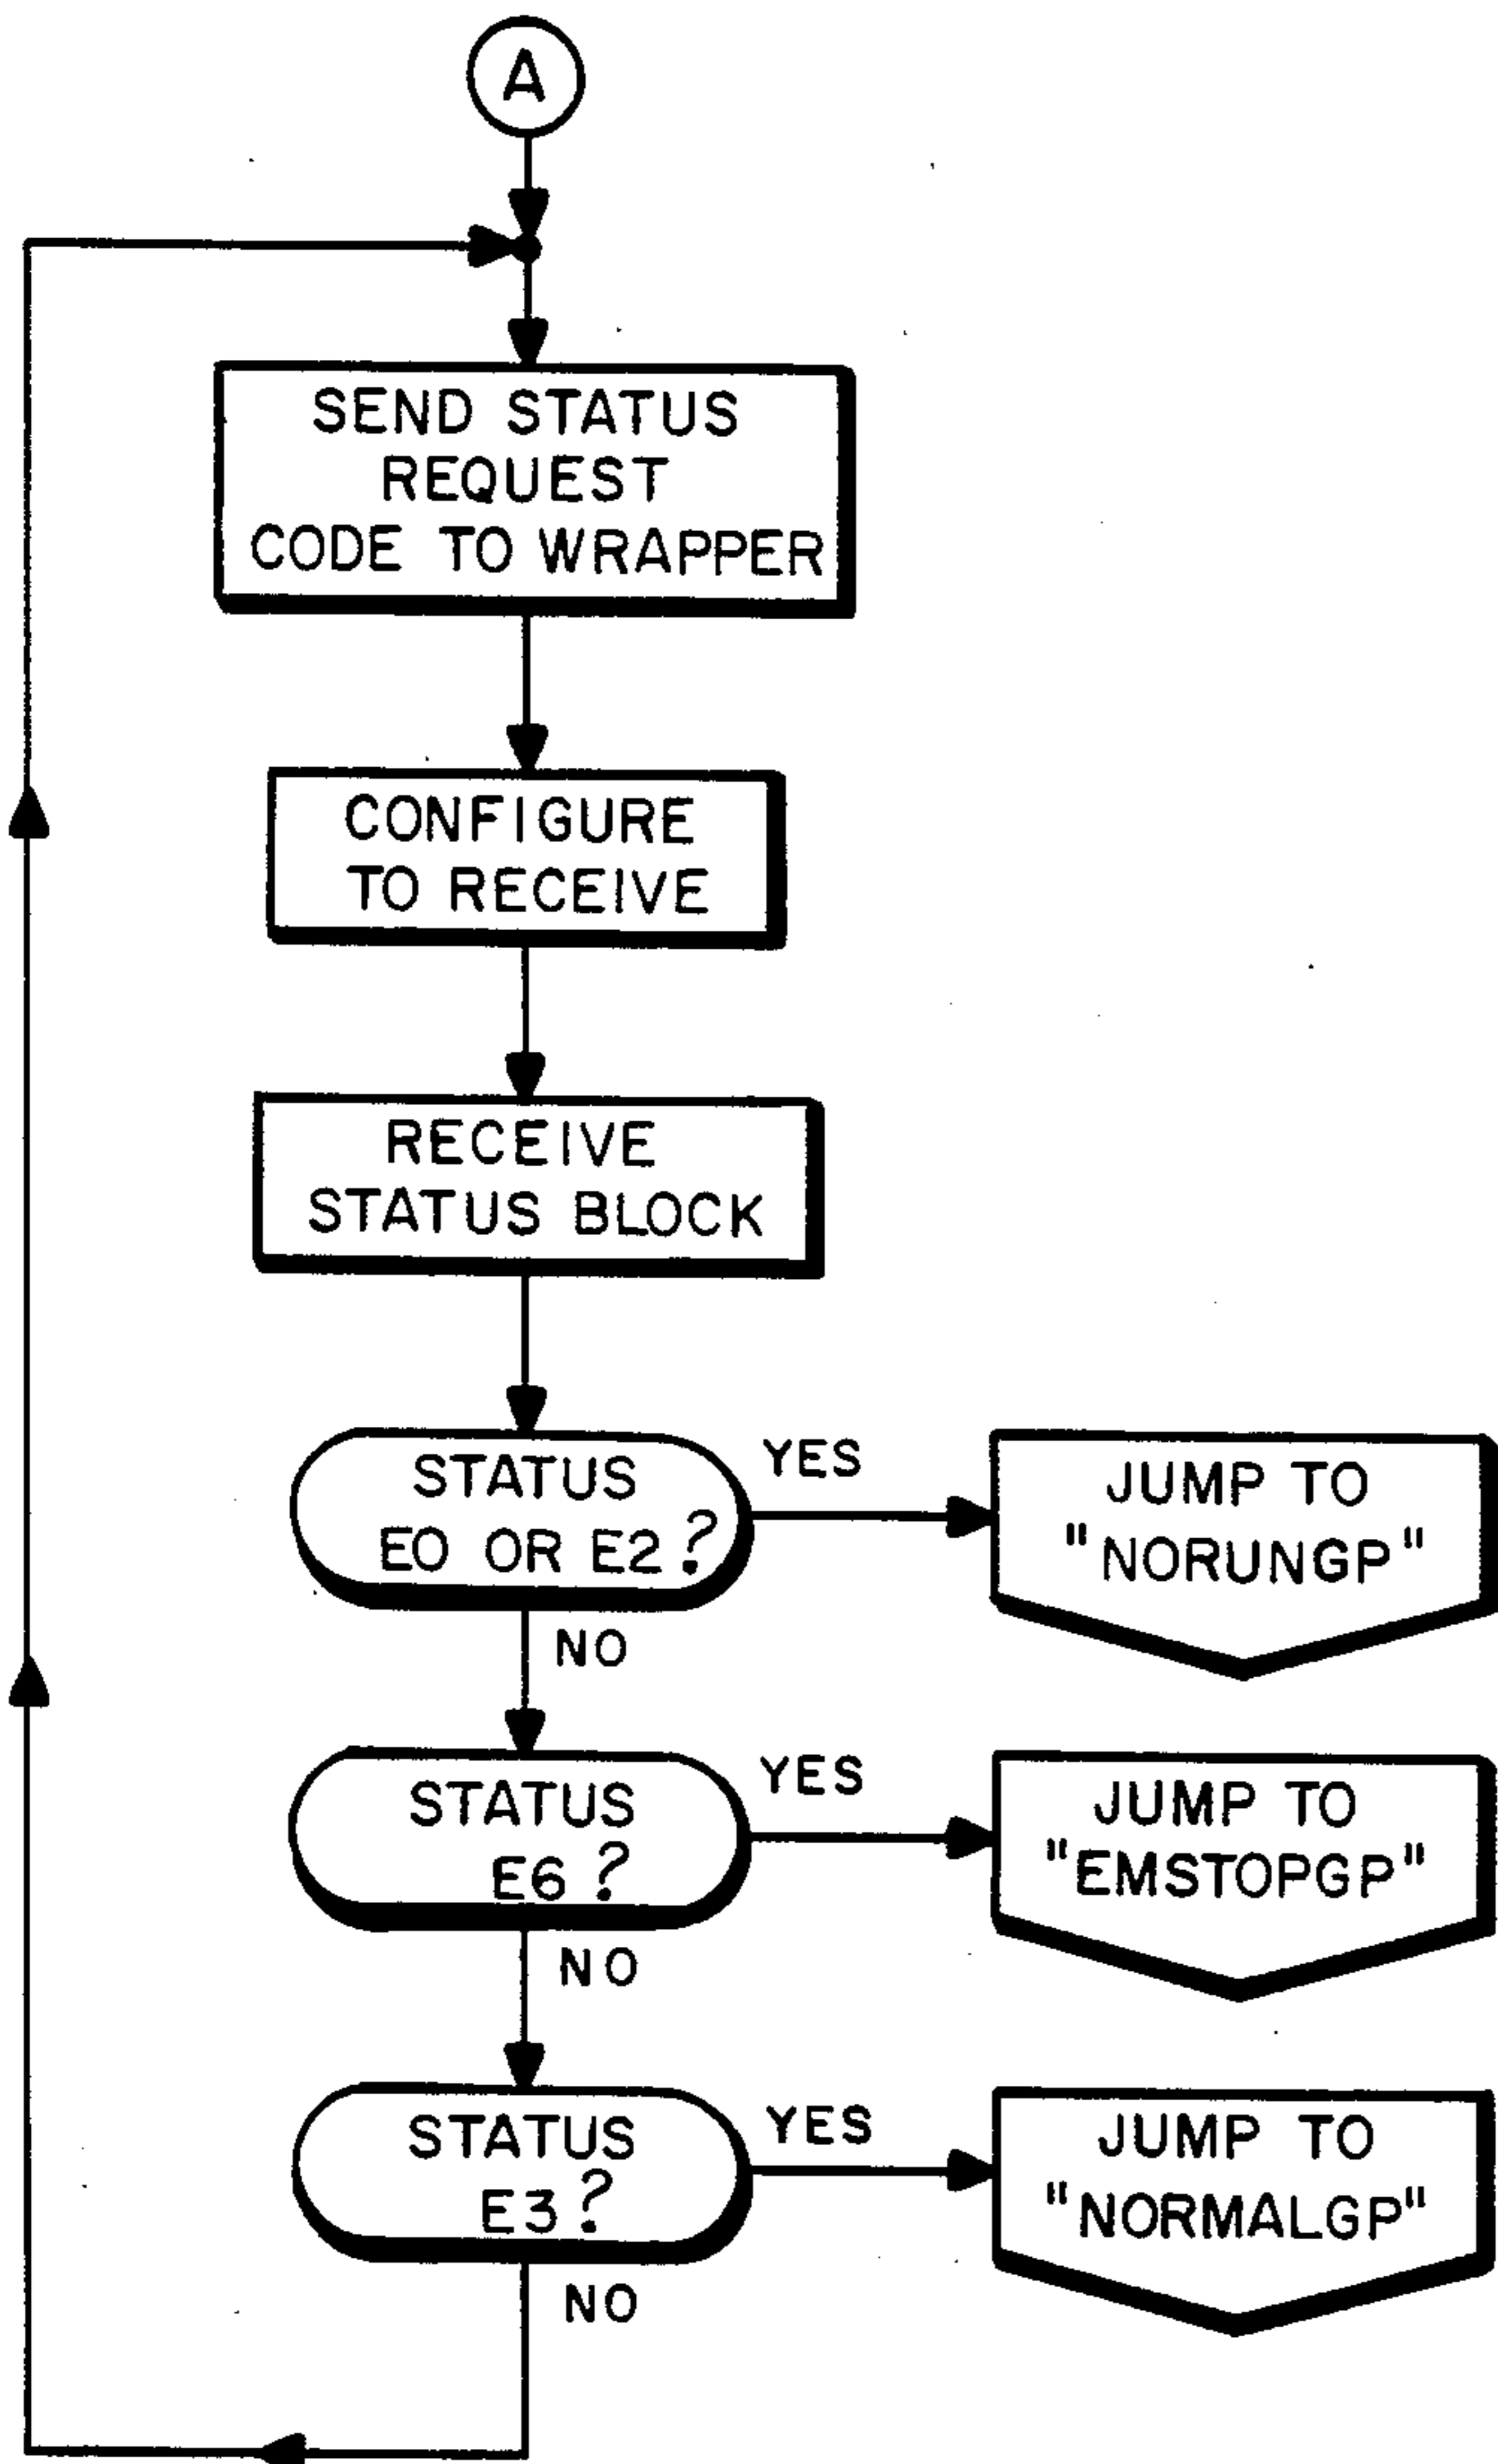 A
SEND STATUS
REQUEST
CODE TO WRAPPER
CONFIGURE
TO RECEIVE
RECEIVE
STATUS BLOCK
STATUS
E0 OR E2?
YES
JUMP TO
"NORUNGP"
NO
STATUS
E6?
YES
JUMP TO
"EMSTOPGP"
NO
STATUS
E3?
YES
JUMP TO
"NORMALGP"
NO